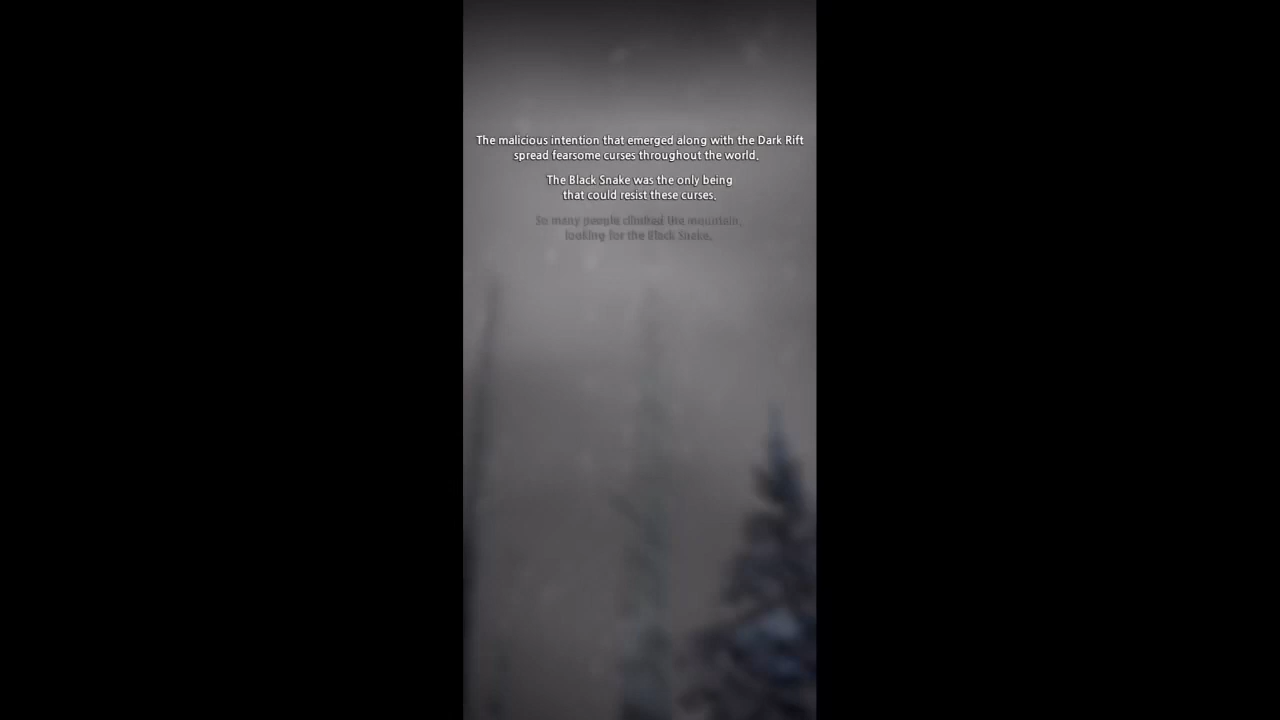 The malicious intention that emerged along with the Dark Rift
spread fearsome curses throughout the world.
The Black Snake was the only being
that could resist these curses.
So many people climbed the mountain,
looking for the Black Snake.